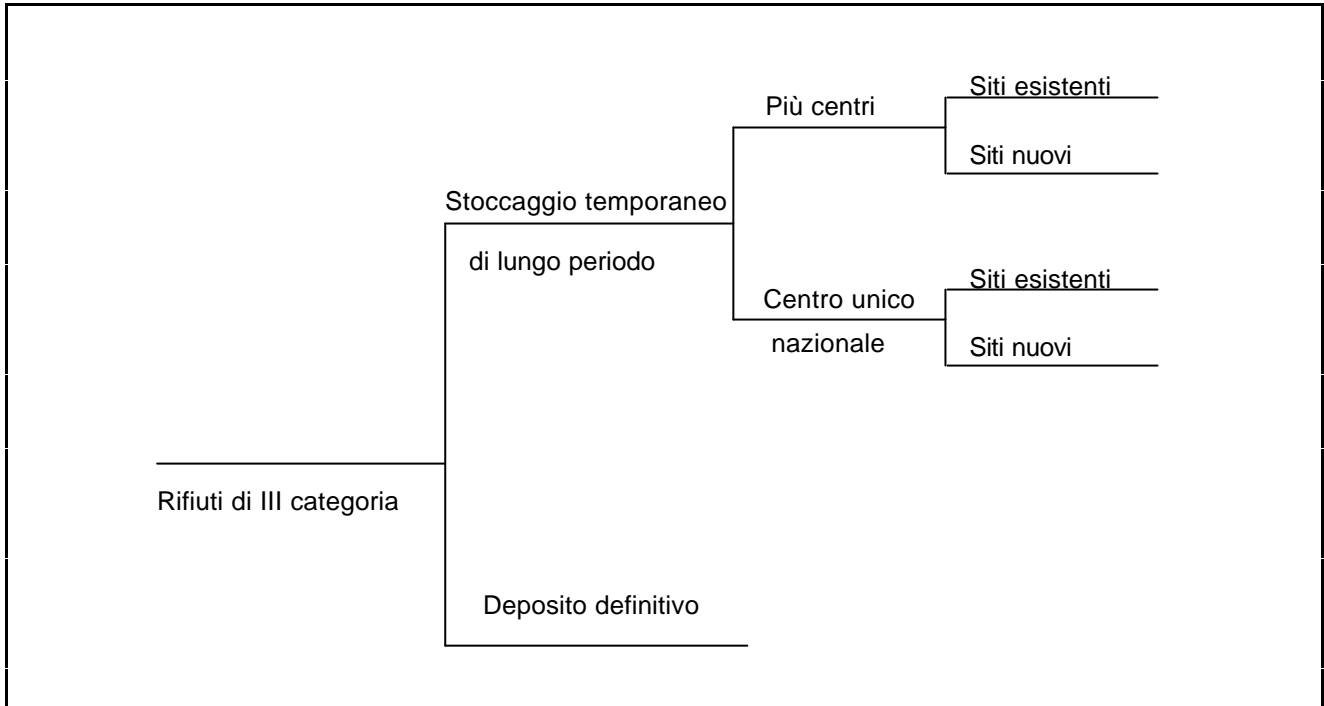 Siti esistenti
Più centri
Siti nuovi
Stoccaggio temporaneo
di lungo periodo
Siti esistenti
Centro unico
nazionale
Siti nuovi
Rifiuti di III categoria
Deposito definitivo